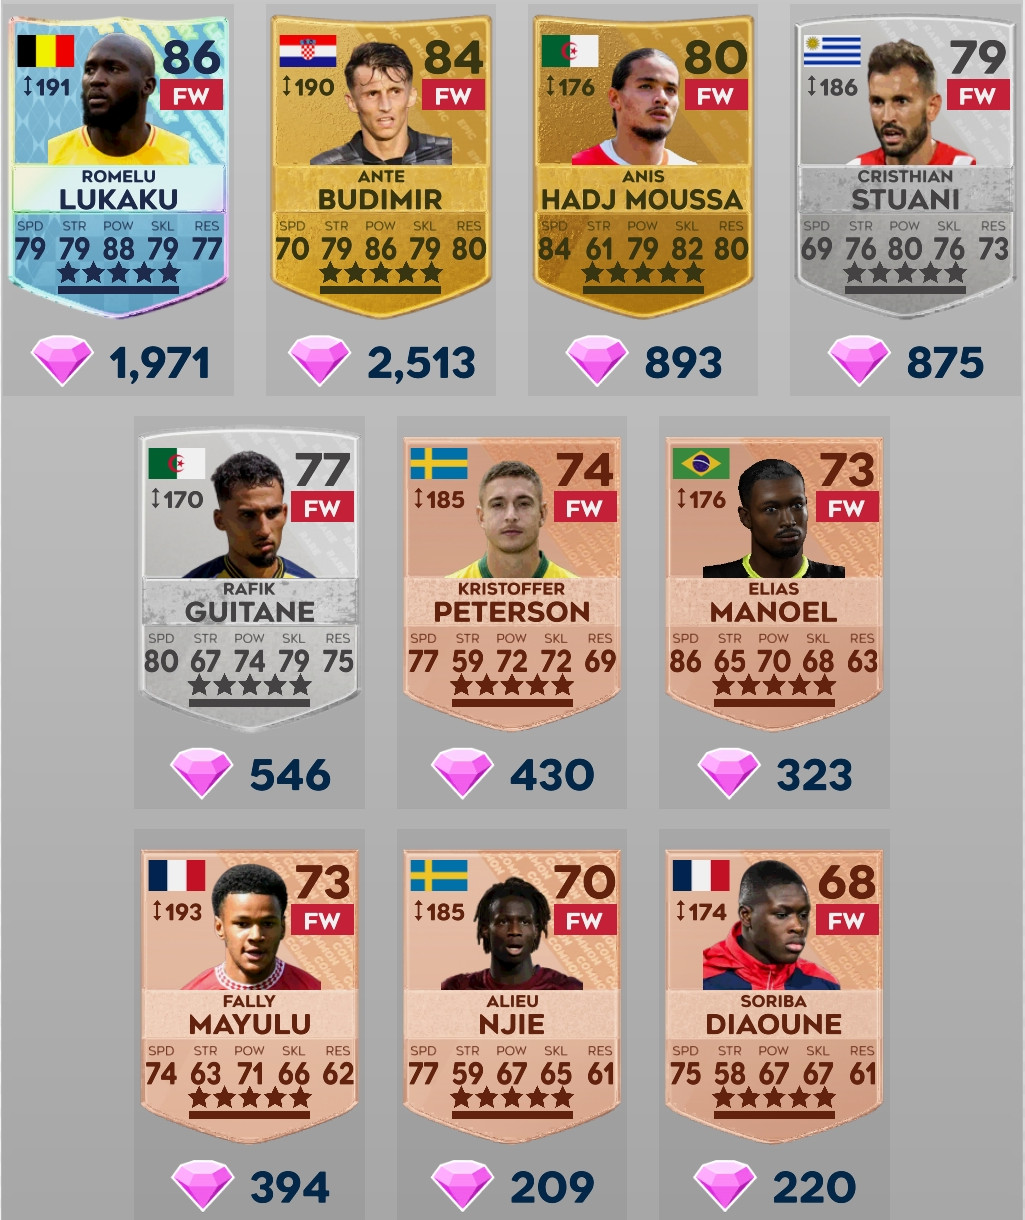 86
↕191
FW
ROMELU
LUKAKU
SPD STR POW SKL RES
79 79 88 79 77
1,971
84
↕190
FW
ANTE
BUDIMIR
SPD STR POW SKL RES
70 79 86 79 80
2,513
80
↕176
FW
ANIS
HADJ MOUSSA
SPD STR POW SKL RES
84 61 79 82 80
893
79
↕186
FW
CRISTHIAN
STUANI
SPD STR POW SKL RES
69 76 80 76 73
875
77
↕170
FW
RAFIK
GUITANE
SPD STR POW SKL RES
80 67 74 79 75
546
74
↕185
FW
KRISTOFFER
PETERSON
SPD STR POW SKL RES
77 59 72 72 69
430
73
↕176
FW
ELIAS
MANOEL
SPD STR POW SKL RES
86 65 70 68 63
323
73
↕193
FW
FALLY
MAYULU
SPD STR POW SKL RES
74 63 71 66 62
394
70
↕185
FW
ALIEU
NJIE
SPD STR POW SKL RES
77 59 67 65 61
209
68
↕174
FW
SORIBA
DIAOUNE
SPD STR POW SKL RES
75 58 67 67 61
220